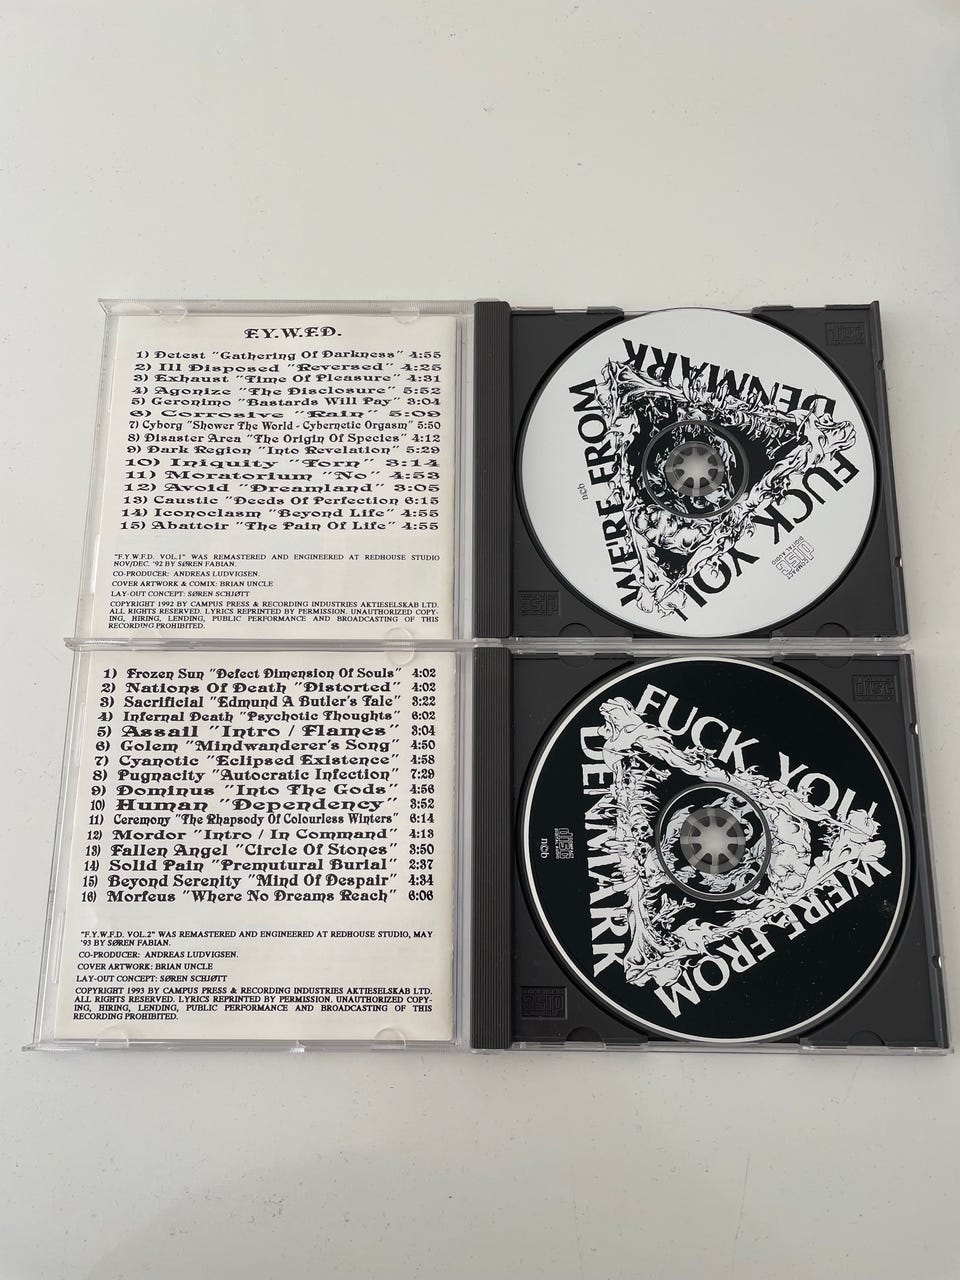 F.Y.W.F.D.
1) Detest "Gathering Of Darkness" 4:55
2) Ill Disposed "Reversed" 4:25
3) Exhaust "Time Of Pleasure" 4:31
4) Agonize "The Disclosure" 5:52
5) Geronimo "Bastards Will Pay" 3:04
6) Corrosive "Rain" 5:09
7) Cyborg "Shower The World - Cybernetic Orgasm" 5:50
8) Disaster Area "The Origin Of Species" 4:12
9) Dark Region "Into Revelation" 5:29
10) Iniquity "Torn" 3:14
11) Moratorium "No" 4:53
12) Avoid "Dreamland" 3:05
13) Caustic "Deeds Of Perfection 6:15
14) Iconoclasm "Beyond Life" 4:55
15) Abattoir "The Pain Of Life" 4:55
"F.Y.W.F.D. VOL.1" WAS REMASTERED AND ENGINEERED AT REDHOUSE STUDIO
NOV/DEC. '92 BY SØREN FABIAN.
CO-PRODUCER: ANDREAS LUDVIGSEN.
COVER ARTWORK & COMIX: BRIAN UNCLE
LAY-OUT CONCEPT: SØREN SCHJØTT
COPYRIGHT 1992 BY CAMPUS PRESS & RECORDING INDUSTRIES AKTIESELSKAB LTD.
ALL RIGHTS RESERVED. LYRICS REPRINTED BY PERMISSION. UNAUTHORIZED COPY-
ING, HIRING, LENDING, PUBLIC PERFORMANCE AND BROADCASTING OF THIS
RECORDING PROHIBITED.
FUCK YOU
WE'RE FROM
DENMARK
nCb
COMPACT
disc
DIGITAL AUDIO
1) Frozen Sun "Defect Dimension Of Souls" 4:02
2) Nations Of Death "Distorted" 4:02
3) Sacrificial "Edmund A Butler's Tale" 3:22
4) Infernal Death "Psychotic Thoughts" 6:02
5) Assail "Intro / Flames" 3:04
6) Golem "Mindwanderer's Song" 4:50
7) Cyanotic "Eclipsed Existence" 4:58
8) Pugnacity "Autocratic Infection" 7:29
9) Dominus "Into The Gods" 4:56
10) Human "Dependency" 3:52
11) Ceremony "The Rhapsody Of Colourless Winters" 6:14
12) Mordor "Intro / In Command" 4:13
13) Fallen Angel "Circle Of Stones" 3:50
14) Solid Pain "Premutural Burial" 2:37
15) Beyond Serenity "Mind Of Despair" 4:34
16) Morfeus "Where No Dreams Reach" 6:06
"F.Y.W.F.D. VOL.2" WAS REMASTERED AND ENGINEERED AT REDHOUSE STUDIO, MAY
'93 BY SØREN FABIAN.
CO-PRODUCER: ANDREAS LUDVIGSEN.
COVER ARTWORK: BRIAN UNCLE
LAY-OUT CONCEPT: SØREN SCHJØTT
COPYRIGHT 1993 BY CAMPUS PRESS & RECORDING INDUSTRIES AKTIESELSKAB LTD.
ALL RIGHTS RESERVED. LYRICS REPRINTED BY PERMISSION. UNAUTHORIZED COPY-
ING, HIRING, LENDING, PUBLIC PERFORMANCE AND BROADCASTING OF THIS
RECORDING PROHIBITED.
FUCK YOU
WE'RE FROM
DENMARK
nCb
disc